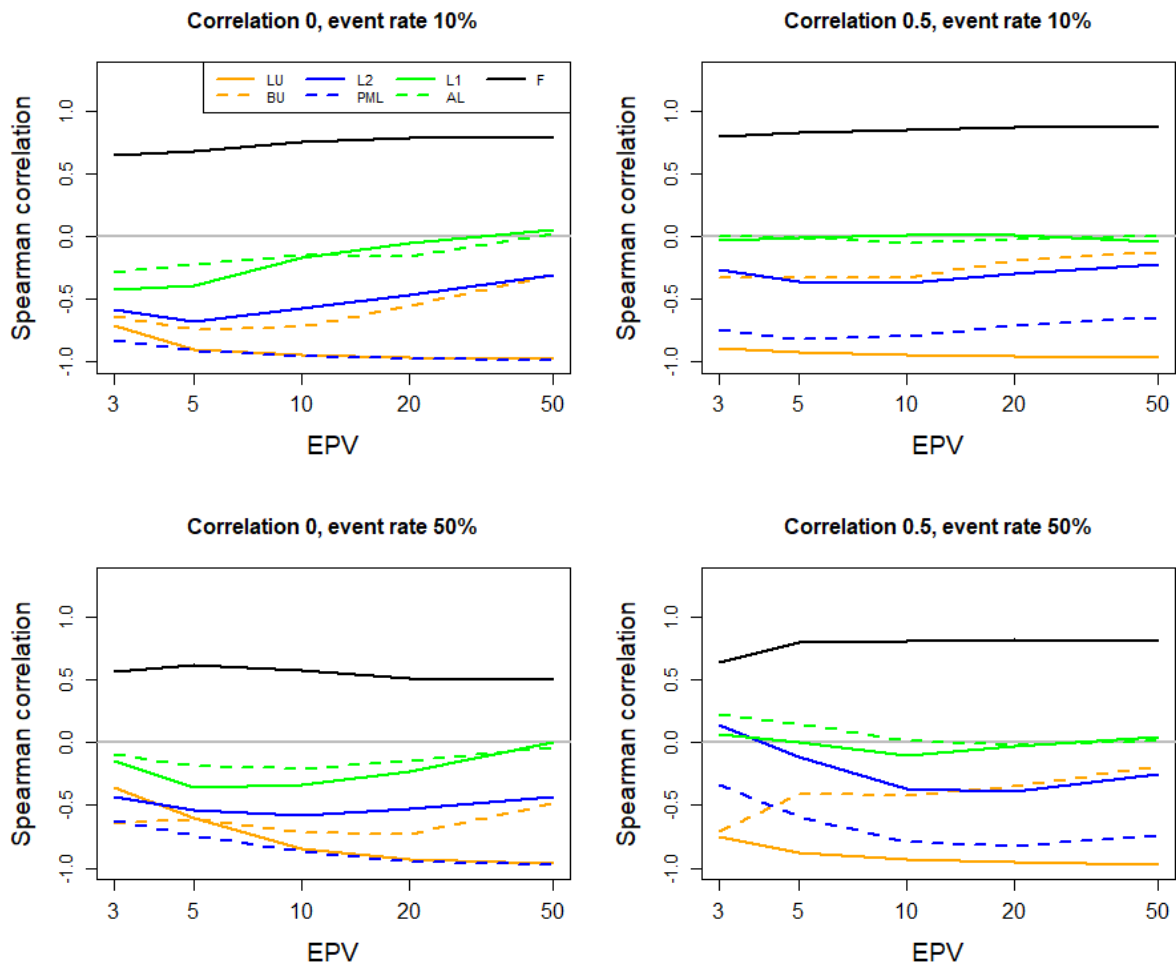 Correlation 0, event rate 10%
Correlation 0.5, event rate 10%
LU L2 L1 F
BU PML AL
Spearman correlation
1.0
0.5
0.0
-0.5
-1.0
3 5 10 20 50
EPV
Spearman correlation
1.0
0.5
0.0
-0.5
-1.0
3 5 10 20 50
EPV
Correlation 0, event rate 50%
Correlation 0.5, event rate 50%
Spearman correlation
1.0
0.5
0.0
-0.5
-1.0
3 5 10 20 50
EPV
Spearman correlation
1.0
0.5
0.0
-0.5
-1.0
3 5 10 20 50
EPV